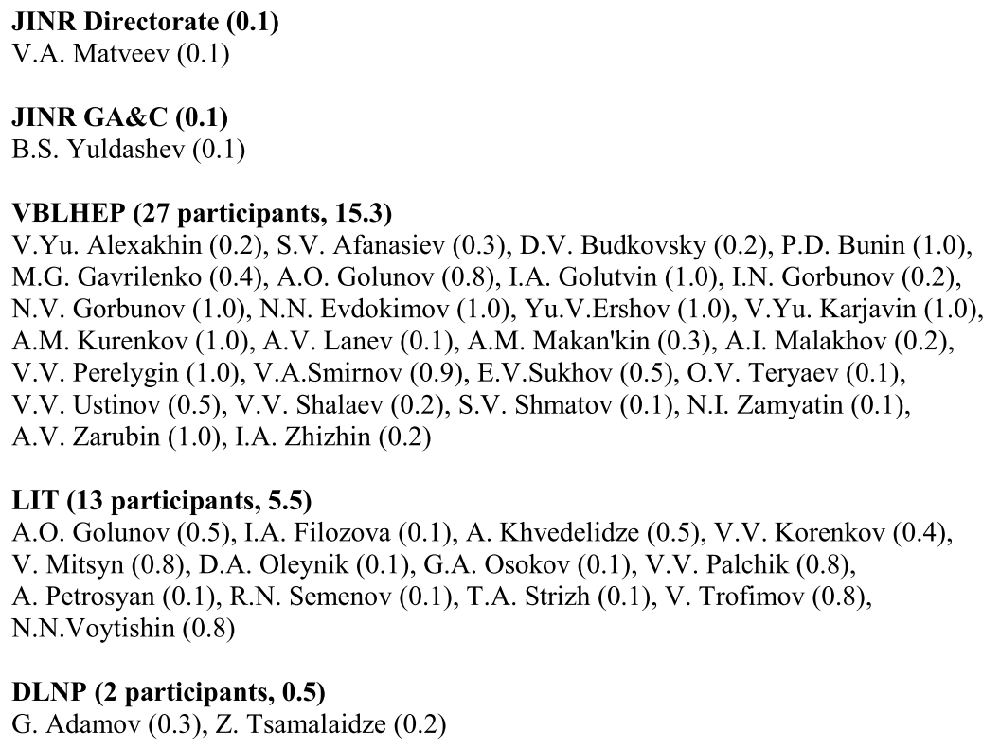 JINR Directorate (0.1)
V.A. Matveev (0.1)
JINR GA&C (0.1)
B.S. Yuldashev (0.1)
VBLHEP (27 participants, 15.3)
V.Yu. Alexakhin (0.2), S.V. Afanasiev (0.3), D.V. Budkovsky (0.2), P.D. Bunin (1.0),
M.G. Gavrilenko (0.4), A.O. Golunov (0.8), I.A. Golutvin (1.0), I.N. Gorbunov (0.2),
N.V. Gorbunov (1.0), N.N. Evdokimov (1.0), Yu.V.Ershov (1.0), V.Yu. Karjavin (1.0),
A.M. Kurenkov (1.0), A.V. Lanev (0.1), A.M. Makan'kin (0.3), A.I. Malakhov (0.2),
V.V. Perelygin (1.0), V.A.Smirnov (0.9), E.V.Sukhov (0.5), O.V. Teryaev (0.1),
V.V. Ustinov (0.5), V.V. Shalaev (0.2), S.V. Shmatov (0.1), N.I. Zamyatin (0.1),
A.V. Zarubin (1.0), I.A. Zhizhin (0.2)
LIT (13 participants, 5.5)
A.O. Golunov (0.5), I.A. Filozova (0.1), A. Khvedelidze (0.5), V.V. Korenkov (0.4),
V. Mitsyn (0.8), D.A. Oleynik (0.1), G.A. Osokov (0.1), V.V. Palchik (0.8),
A. Petrosyan (0.1), R.N. Semenov (0.1), T.A. Strizh (0.1), V. Trofimov (0.8),
N.N.Voytishin (0.8)
DLNP (2 participants, 0.5)
G. Adamov (0.3), Z. Tsamalaidze (0.2)